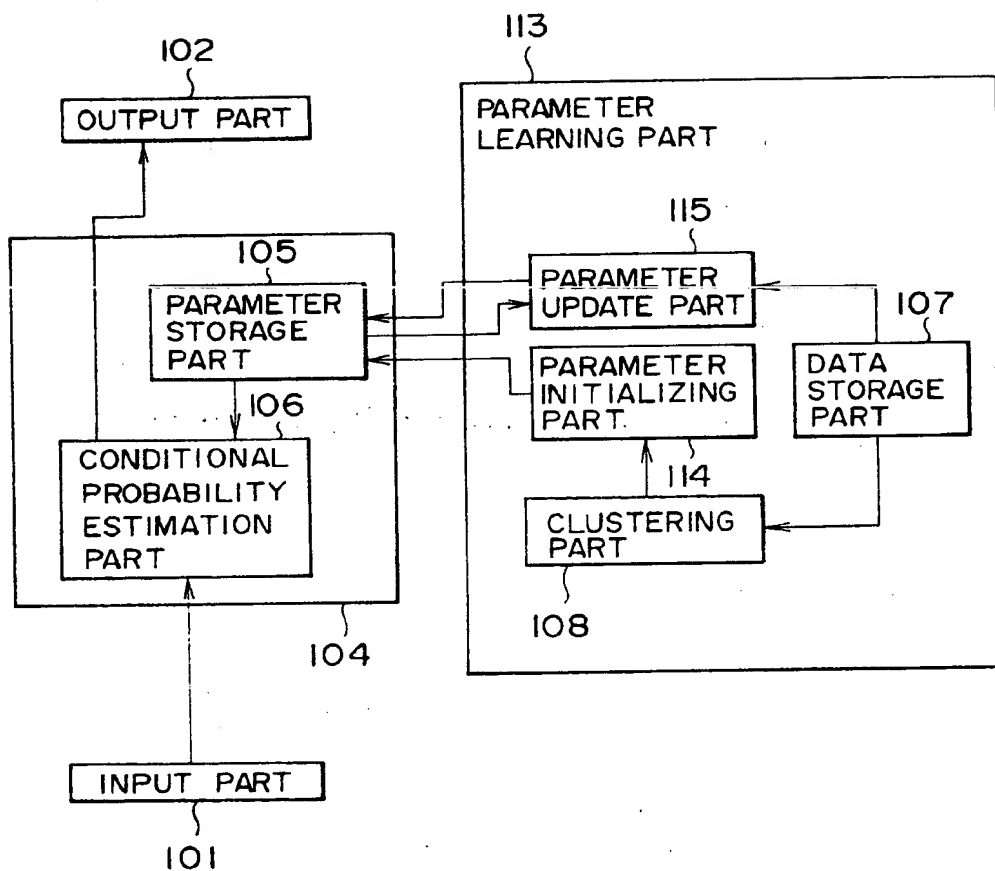 102
OUTPUT PART
113
PARAMETER
LEARNING PART
105
PARAMETER
STORAGE
PART
115
PARAMETER
UPDATE PART
107
DATA
STORAGE
PART
PARAMETER
INITIALIZING
PART
114
106
CONDITIONAL
PROBABILITY
ESTIMATION
PART
CLUSTERING
PART
108
104
INPUT PART
101